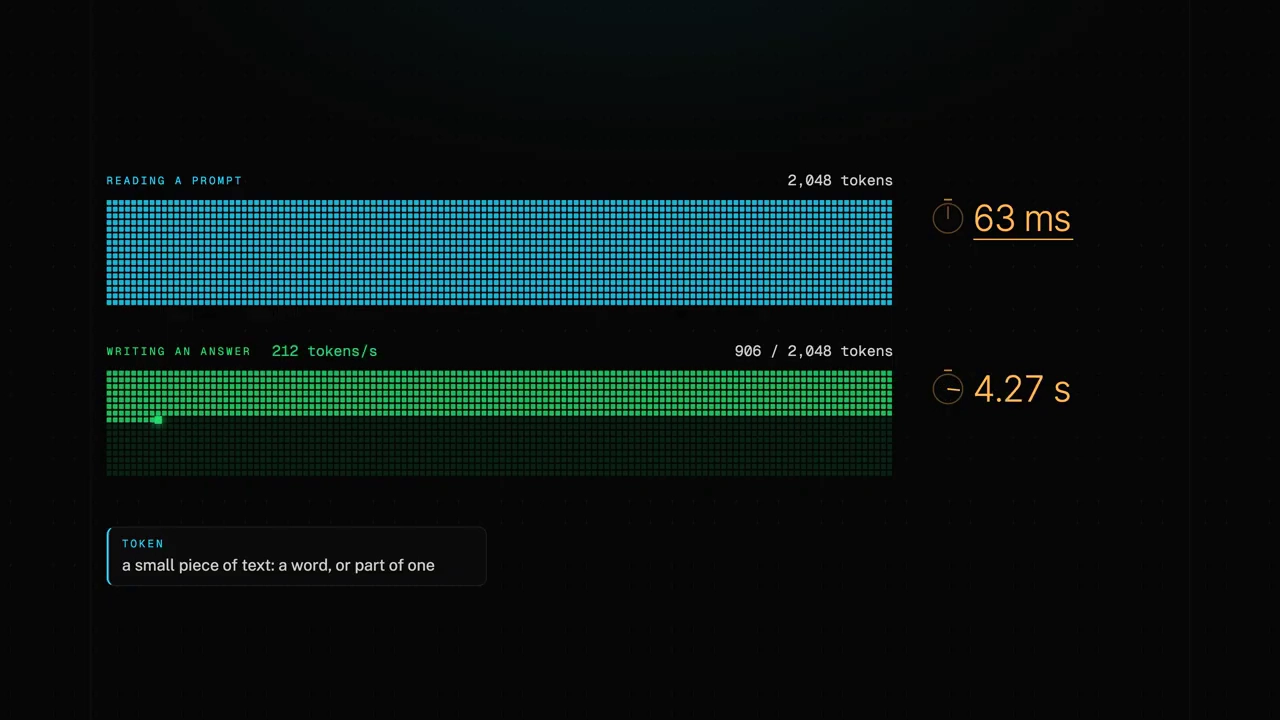 READING A PROMPT 2,048 tokens
63 ms
WRITING AN ANSWER 212 tokens/s 906 / 2,048 tokens
4.27 s
TOKEN
a small piece of text: a word, or part of one